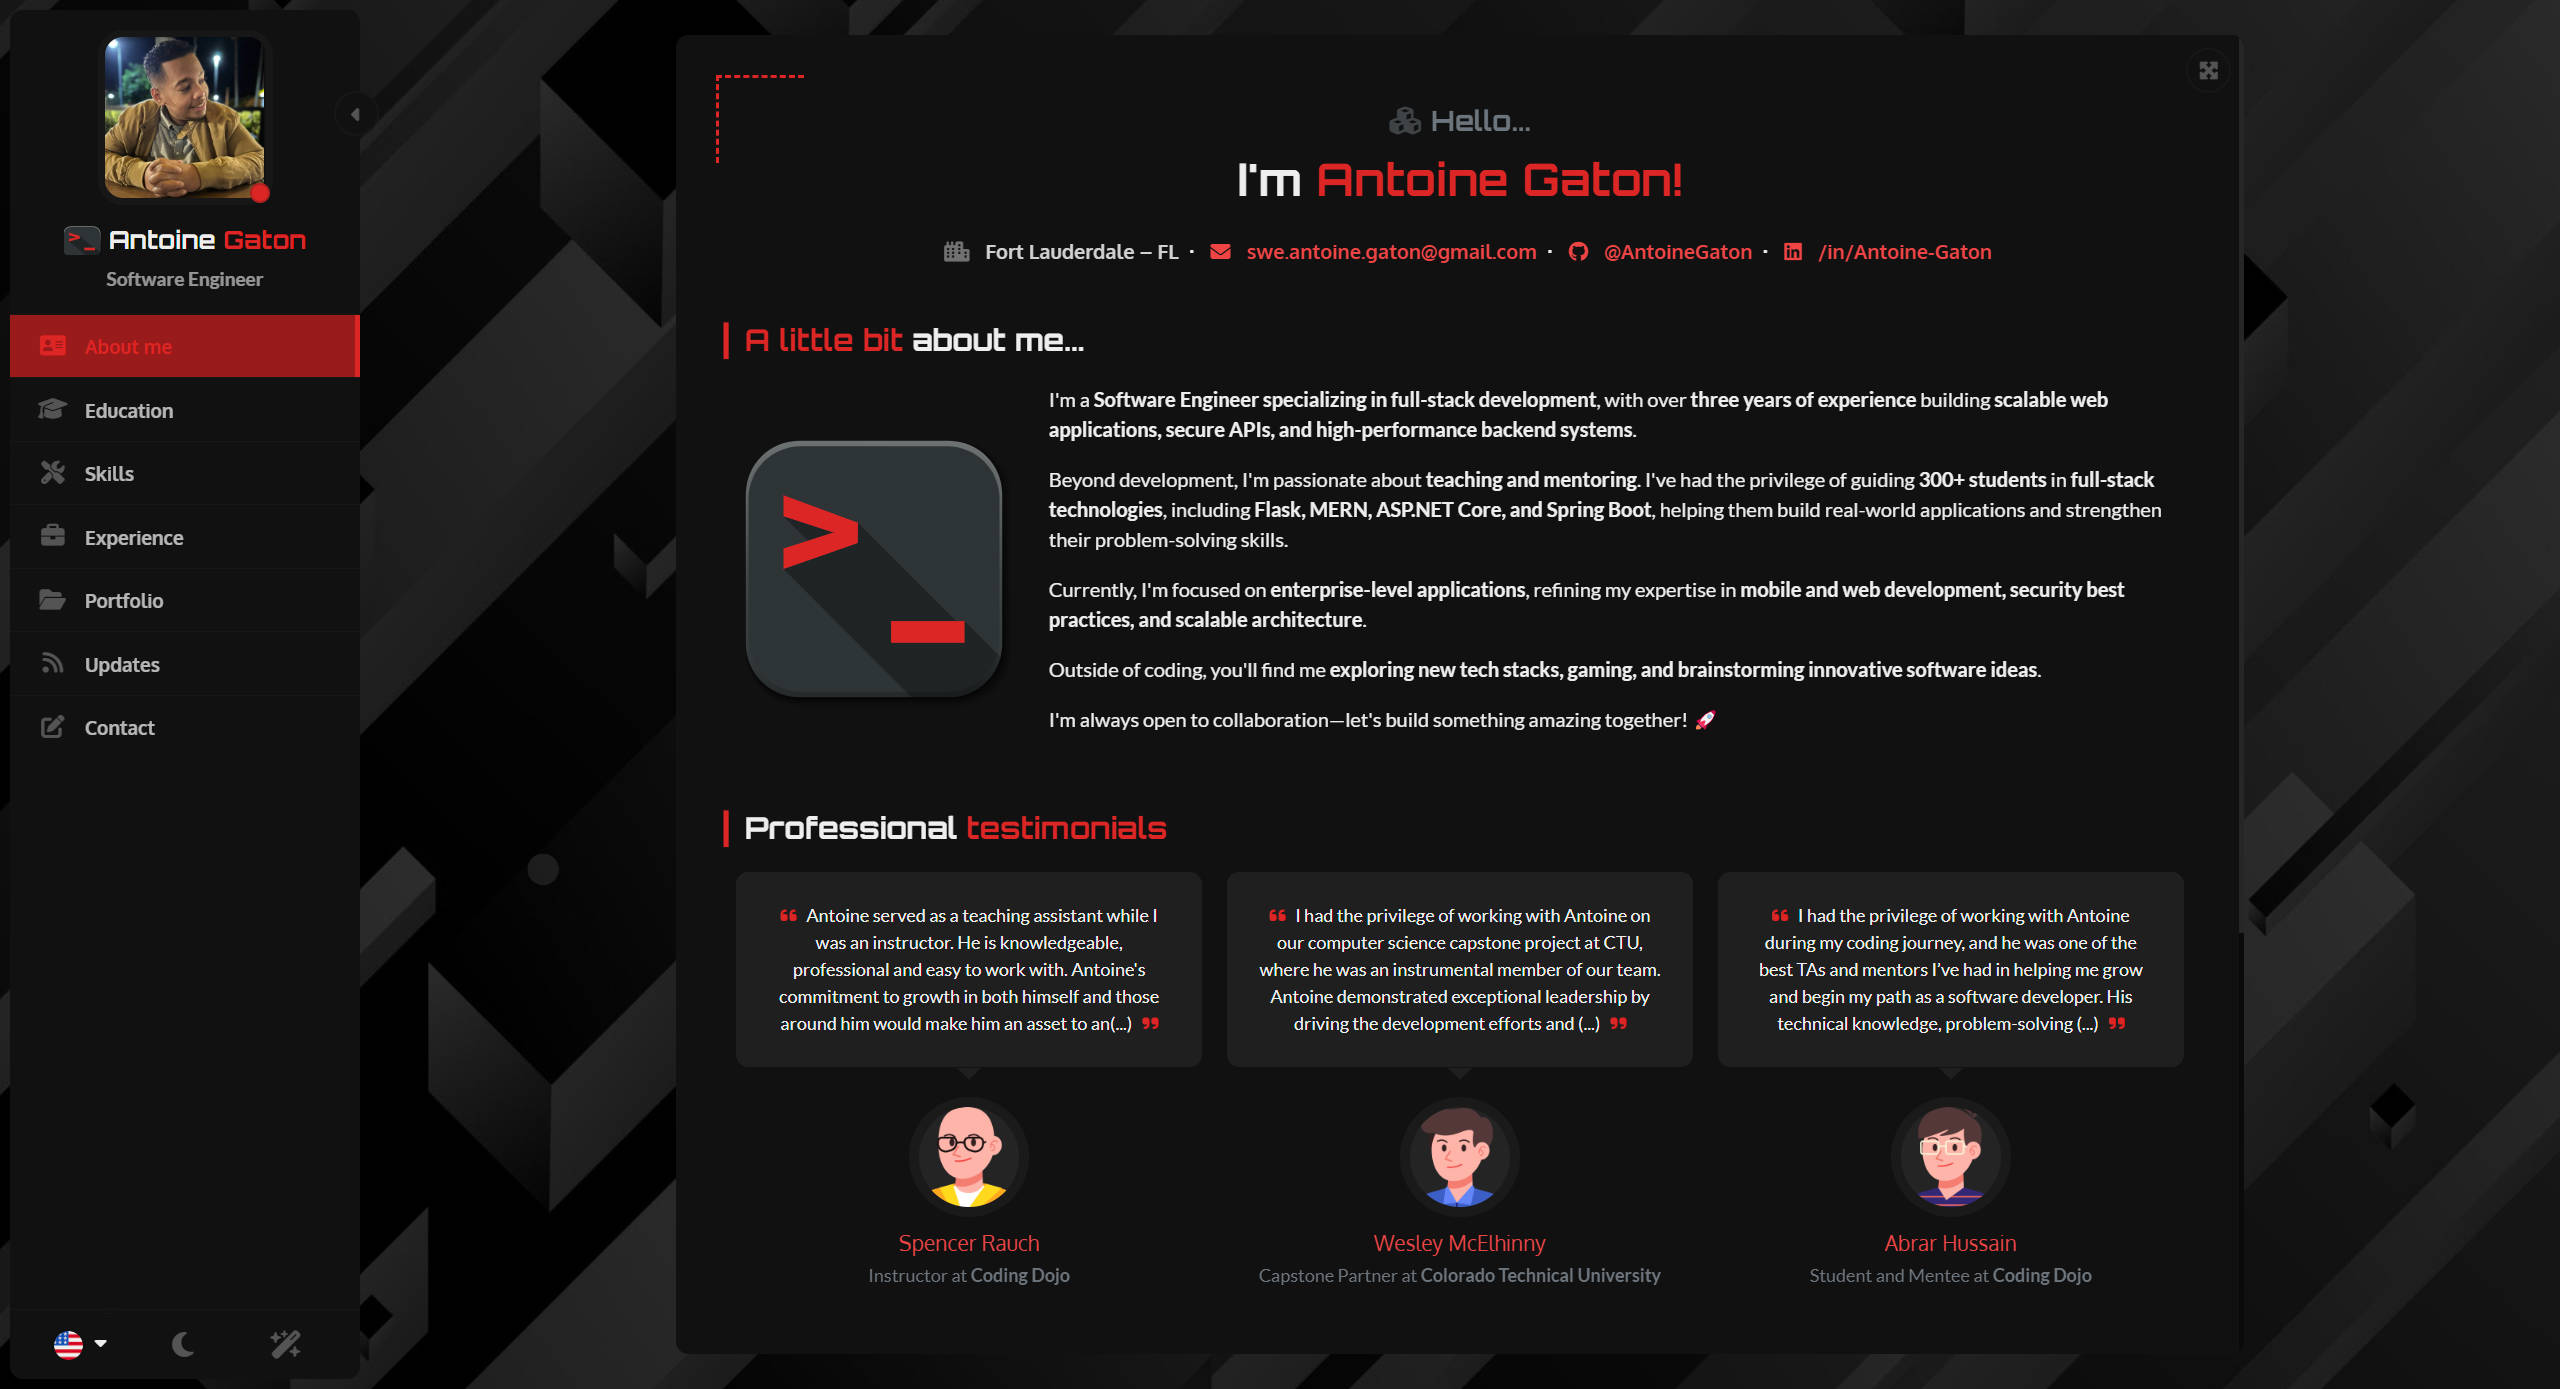 Antoine Gaton
Software Engineer
About me
Education
Skills
Experience
Portfolio
Updates
Contact
Hello...
I'm Antoine Gaton!
Fort Lauderdale – FL · swe.antoine.gaton@gmail.com · @AntoineGaton · /in/Antoine-Gaton
A little bit about me...
I'm a Software Engineer specializing in full-stack development, with over three years of experience building scalable web
applications, secure APIs, and high-performance backend systems.
Beyond development, I'm passionate about teaching and mentoring. I've had the privilege of guiding 300+ students in full-stack
technologies, including Flask, MERN, ASP.NET Core, and Spring Boot, helping them build real-world applications and strengthen
their problem-solving skills.
Currently, I'm focused on enterprise-level applications, refining my expertise in mobile and web development, security best
practices, and scalable architecture.
Outside of coding, you'll find me exploring new tech stacks, gaming, and brainstorming innovative software ideas.
I'm always open to collaboration—let's build something amazing together! 🚀
Professional testimonials
“ Antoine served as a teaching assistant while I
was an instructor. He is knowledgeable,
professional and easy to work with. Antoine's
commitment to growth in both himself and those
around him would make him an asset to an(...) ”
Spencer Rauch
Instructor at Coding Dojo
“ I had the privilege of working with Antoine on
our computer science capstone project at CTU,
where he was an instrumental member of our team.
Antoine demonstrated exceptional leadership by
driving the development efforts and (...) ”
Wesley McElhinny
Capstone Partner at Colorado Technical University
“ I had the privilege of working with Antoine
during my coding journey, and he was one of the
best TAs and mentors I’ve had in helping me grow
and begin my path as a software developer. His
technical knowledge, problem-solving (...) ”
Abrar Hussain
Student and Mentee at Coding Dojo